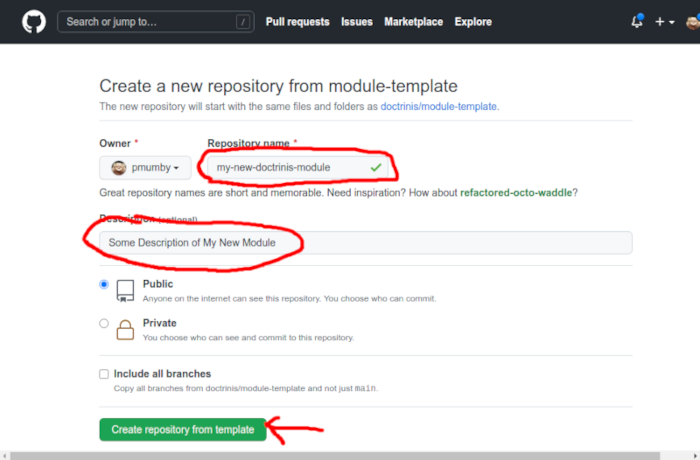 Search or jump to… / Pull requests Issues Marketplace Explore
Create a new repository from module-template
The new repository will start with the same files and folders as doctrinis/module-template.
Owner * Repository name *
pmumby my-new-doctrinis-module
Great repository names are short and memorable. Need inspiration? How about refactored-octo-waddle?
Description (optional)
Some Description of My New Module
Public
Anyone on the internet can see this repository. You choose who can commit.
Private
You choose who can see and commit to this repository.
Include all branches
Copy all branches from doctrinis/module-template and not just main.
Create repository from template